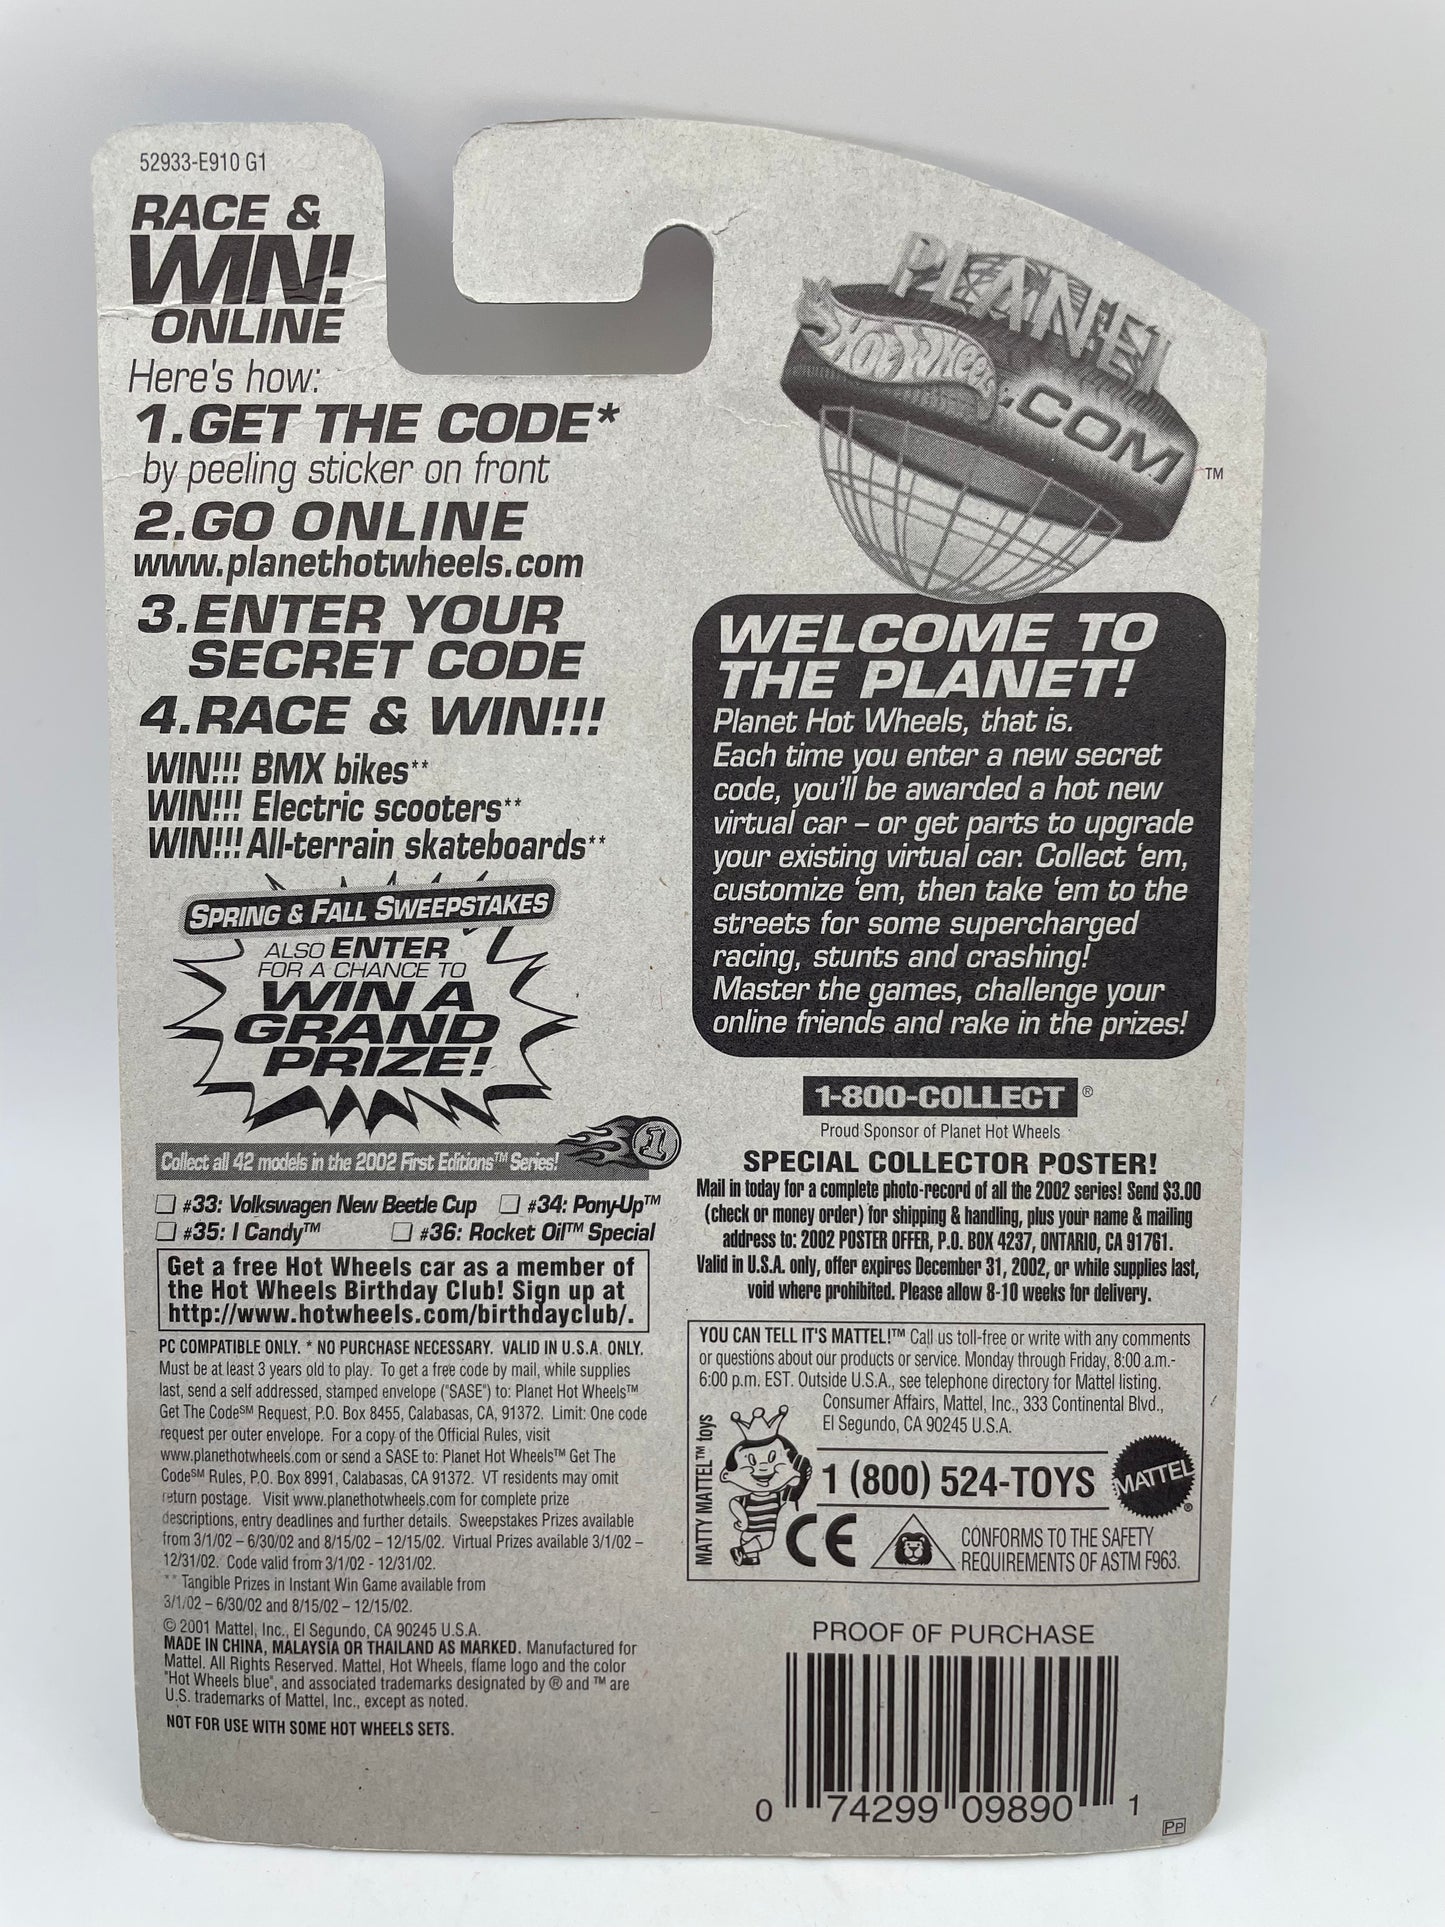 52933-E910 G1
RACE &
WIN!
ONLINE
Here's how:
1.GET THE CODE*
by peeling sticker on front
2.GO ONLINE
www.planethotwheels.com
3.ENTER YOUR
SECRET CODE
4.RACE & WIN!!!
WIN!!! BMX bikes**
WIN!!! Electric scooters**
WIN!!! All-terrain skateboards**
SPRING & FALL SWEEPSTAKES
ALSO ENTER
FOR A CHANCE TO
WIN A
GRAND
PRIZE!
Collect all 42 models in the 2002 First Editions™ Series!
1
☐ #33: Volkswagen New Beetle Cup ☐ #34: Pony-Up™
☐ #35: I Candy™ ☐ #36: Rocket Oil™ Special
Get a free Hot Wheels car as a member of
the Hot Wheels Birthday Club! Sign up at
http://www.hotwheels.com/birthdayclub/.
PC COMPATIBLE ONLY. * NO PURCHASE NECESSARY. VALID IN U.S.A. ONLY.
Must be at least 3 years old to play. To get a free code by mail, while supplies
last, send a self addressed, stamped envelope ("SASE") to: Planet Hot Wheels™
Get The Code℠ Request, P.O. Box 8455, Calabasas, CA, 91372. Limit: One code
request per outer envelope. For a copy of the Official Rules, visit
www.planethotwheels.com or send a SASE to: Planet Hot Wheels™ Get The
Code℠ Rules, P.O. Box 8991, Calabasas, CA 91372. VT residents may omit
return postage. Visit www.planethotwheels.com for complete prize
descriptions, entry deadlines and further details. Sweepstakes Prizes available
from 3/1/02 - 6/30/02 and 8/15/02 - 12/15/02. Virtual Prizes available 3/1/02 –
12/31/02. Code valid from 3/1/02 - 12/31/02.
** Tangible Prizes in Instant Win Game available from
3/1/02 – 6/30/02 and 8/15/02 – 12/15/02.
© 2001 Mattel, Inc., El Segundo, CA 90245 U.S.A.
MADE IN CHINA, MALAYSIA OR THAILAND AS MARKED. Manufactured for
Mattel. All Rights Reserved. Mattel, Hot Wheels, flame logo and the color
"Hot Wheels blue", and associated trademarks designated by ® and ™ are
U.S. trademarks of Mattel, Inc., except as noted.
NOT FOR USE WITH SOME HOT WHEELS SETS.
PLANET
HOT WHEELS
.COM
™
WELCOME TO
THE PLANET!
Planet Hot Wheels, that is.
Each time you enter a new secret
code, you'll be awarded a hot new
virtual car – or get parts to upgrade
your existing virtual car. Collect 'em,
customize 'em, then take 'em to the
streets for some supercharged
racing, stunts and crashing!
Master the games, challenge your
online friends and rake in the prizes!
1-800-COLLECT ®
Proud Sponsor of Planet Hot Wheels
SPECIAL COLLECTOR POSTER!
Mail in today for a complete photo-record of all the 2002 series! Send $3.00
(check or money order) for shipping & handling, plus your name & mailing
address to: 2002 POSTER OFFER, P.O. BOX 4237, ONTARIO, CA 91761.
Valid in U.S.A. only, offer expires December 31, 2002, or while supplies last,
void where prohibited. Please allow 8-10 weeks for delivery.
YOU CAN TELL IT'S MATTEL!™ Call us toll-free or write with any comments
or questions about our products or service. Monday through Friday, 8:00 a.m.-
6:00 p.m. EST. Outside U.S.A., see telephone directory for Mattel listing.
Consumer Affairs, Mattel, Inc., 333 Continental Blvd.,
El Segundo, CA 90245 U.S.A.
MATTY MATTEL™ toys
1 (800) 524-TOYS
MATTEL ®
CE
CONFORMS TO THE SAFETY
REQUIREMENTS OF ASTM F963.
PROOF OF PURCHASE
0 74299 09890 1
PP